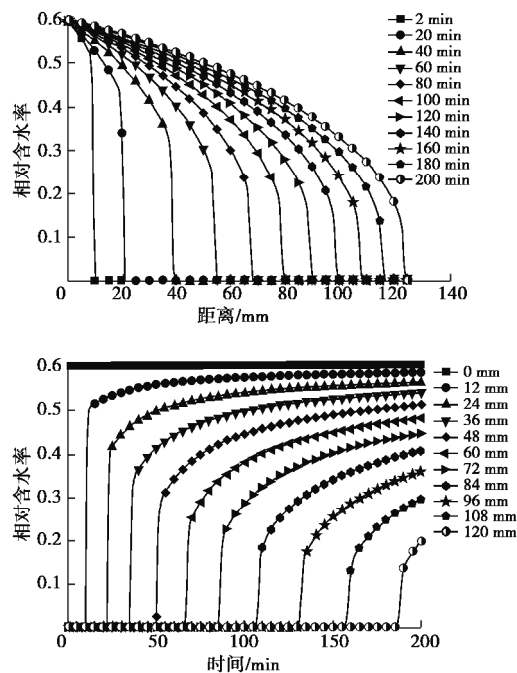 0.6
0.5
0.4
0.3
0.2
0.1
相对含水率
0
20
40
60
80
100
120
140
距离/mm
2 min
20 min
40 min
60 min
80 min
100 min
120 min
140 min
160 min
180 min
200 min
0.6
0.5
0.4
0.3
0.2
0.1
相对含水率
0
50
100
150
200
时间/min
0 mm
12 mm
24 mm
36 mm
48 mm
60 mm
72 mm
84 mm
96 mm
108 mm
120 mm